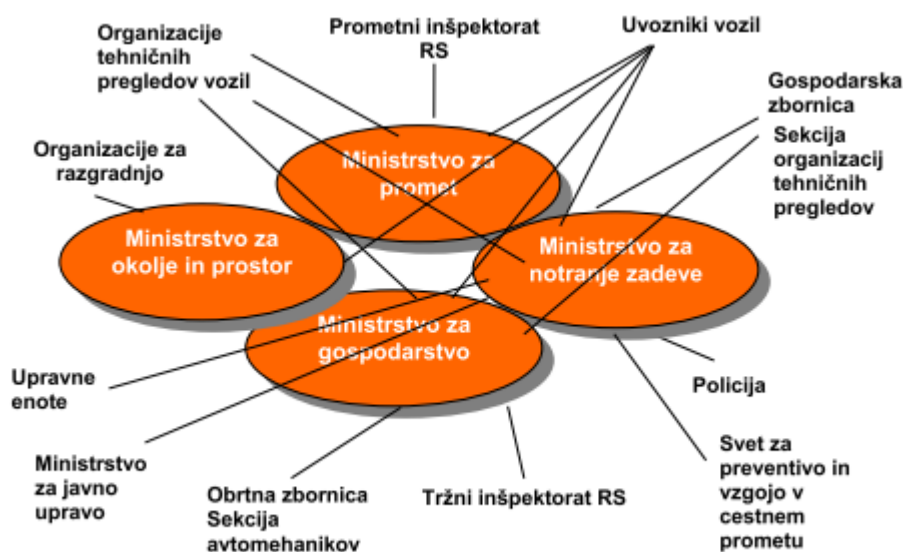 Organizacije
tehničnih
pregledov vozil
Prometni inšpektorat
RS
Uvozniki vozil
Gospodarska
zbornica
Sekcija
organizacij
tehničnih
pregledov
Organizacije za
razgradnjo
Ministrstvo za
promet
Ministrstvo za
okolje in prostor
Ministrstvo za
notranje zadeve
Ministrstvo za
gospodarstvo
Upravne
enote
Policija
Ministrstvo
za javno
upravo
Obrtna zbornica
Sekcija
avtomehanikov
Tržni inšpektorat RS
Svet za
preventivo in
vzgojo v
cestnem
prometu